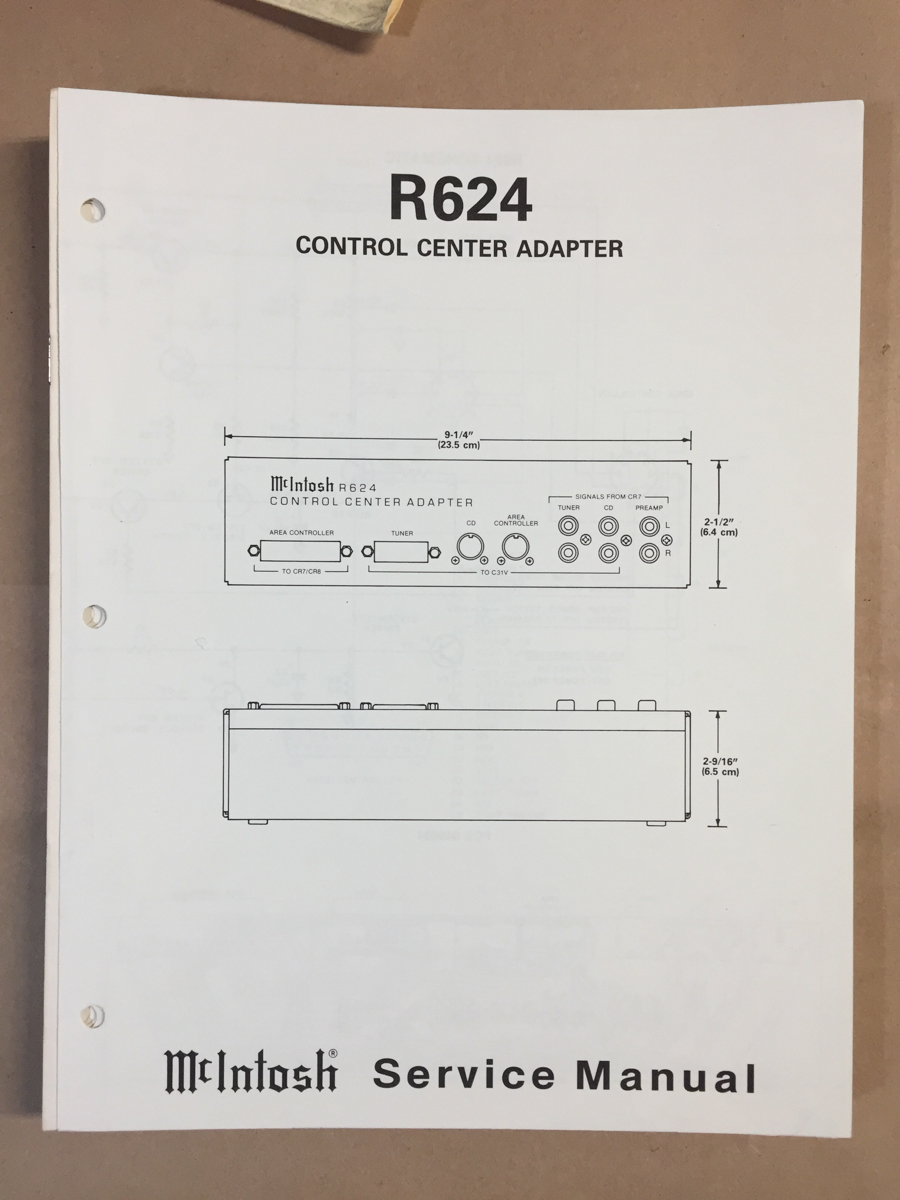 R624
CONTROL CENTER ADAPTER
9-1/4"
(23.5 cm)
McIntosh R624
CONTROL CENTER ADAPTER
SIGNALS FROM CR7
TUNER CD PREAMP
L
R
AREA CONTROLLER
TUNER
CD
AREA
CONTROLLER
TO CR7/CR8
TO C31V
2-1/2"
(6.4 cm)
2-9/16"
(6.5 cm)
McIntosh® Service Manual